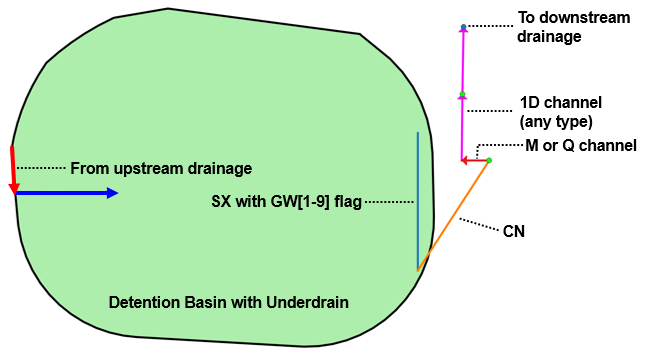 To downstream
drainage
1D channel
(any type)
M or Q channel
From upstream drainage
SX with GW[1-9] flag
CN
Detention Basin with Underdrain